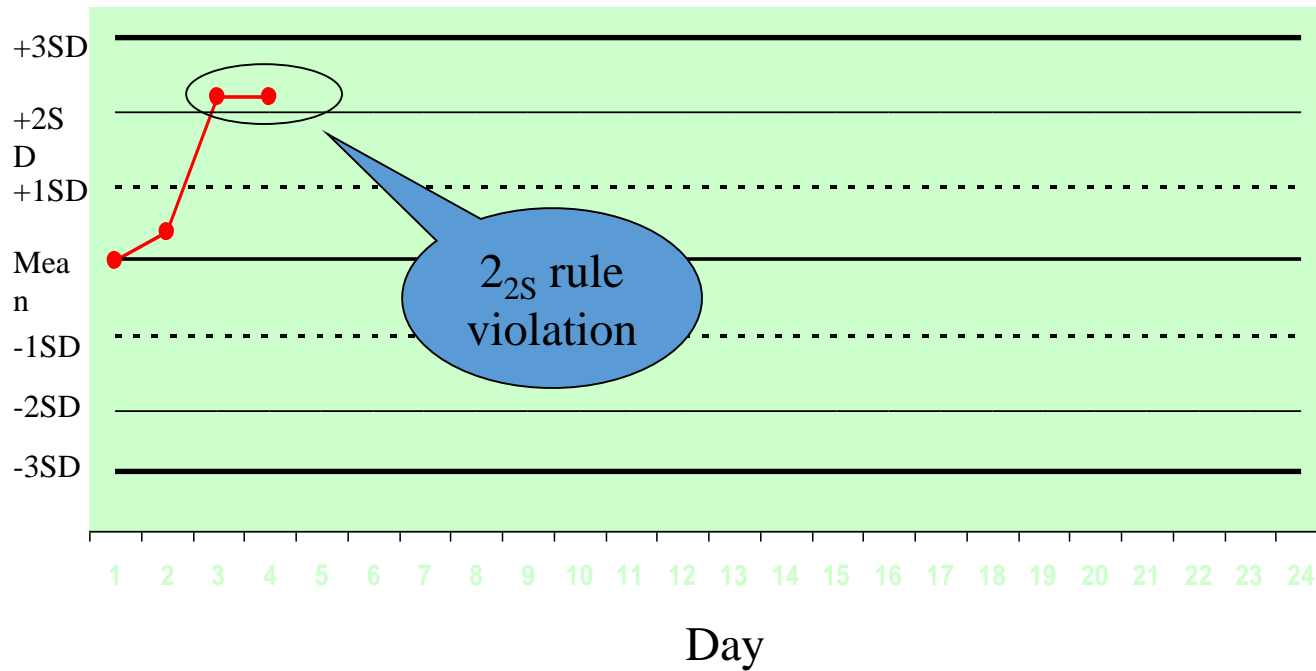 +3SD
+2S
D
+1SD
Mea
n
-1SD
-2SD
-3SD
2₂S rule
violation
1 2 3 4 5 6 7 8 9 10 11 12 13 14 15 16 17 18 19 20 21 22 23 24
Day